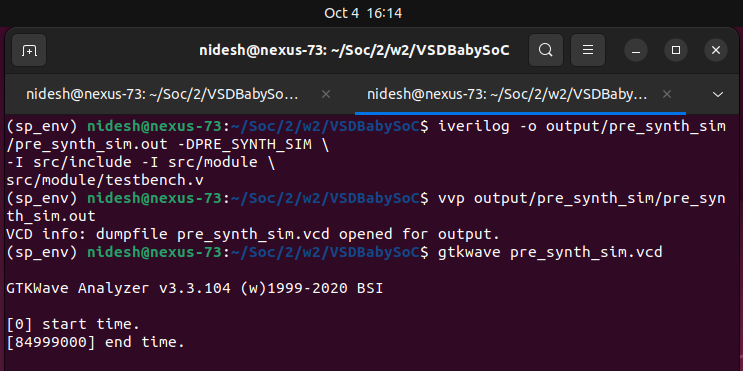 Oct 4 16:14
nidesh@nexus-73: ~/Soc/2/w2/VSDBabySoC
nidesh@nexus-73: ~/Soc/2/VSDBabySo... × nidesh@nexus-73: ~/Soc/2/w2/VSDBaby... ×
(sp_env) nidesh@nexus-73:~/Soc/2/w2/VSDBabySoC$ iverilog -o output/pre_synth_sim
/pre_synth_sim.out -DPRE_SYNTH_SIM \
-I src/include -I src/module \
src/module/testbench.v
(sp_env) nidesh@nexus-73:~/Soc/2/w2/VSDBabySoC$ vvp output/pre_synth_sim/pre_syn
th_sim.out
VCD info: dumpfile pre_synth_sim.vcd opened for output.
(sp_env) nidesh@nexus-73:~/Soc/2/w2/VSDBabySoC$ gtkwave pre_synth_sim.vcd
GTKWave Analyzer v3.3.104 (w)1999-2020 BSI
[0] start time.
[84999000] end time.